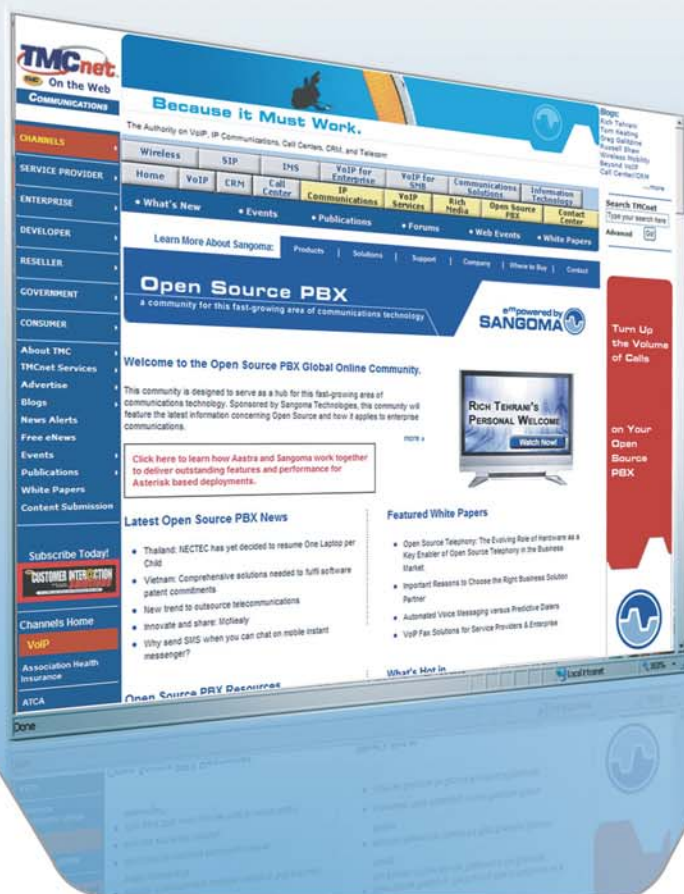 TMCnet
TMC On the Web
COMMUNICATIONS
Because it Must Work.
The Authority on VoIP, IP Communications, Call Centers, CRM, and Telecom
Blogs:
Rich Tehrani
Tom Keating
Greg Galitzine
Russell Shaw
Wireless Mobility
Beyond VoIP
Call Center/CRM
...more
Search TMCnet
Type your search here
Advanced Go!
Wireless SIP IMS VoIP for Enterprise VoIP for SMB Communications Solutions Information Technology
Home VoIP CRM Call Center IP Communications VoIP Services Rich Media Open Source PBX Contact Center
• What's New • Events • Publications • Forums • Web Events • White Papers
CHANNELS
SERVICE PROVIDER
ENTERPRISE
DEVELOPER
RESELLER
GOVERNMENT
CONSUMER
About TMC
TMCnet Services
Advertise
Blogs
News Alerts
Free eNews
Events
Publications
White Papers
Content Submission
Subscribe Today!
CUSTOMER INTER@CTION
Channels Home
VoIP
Association Health
Insurance
ATCA
Learn More About Sangoma: Products | Solutions | Support | Company | Where to Buy | Contact
Open Source PBX
a community for this fast-growing area of communications technology
empowered by
SANGOMA
Welcome to the Open Source PBX Global Online Community.
This community is designed to serve as a hub for this fast-growing area of
communications technology. Sponsored by Sangoma Technologies, this community will
feature the latest information concerning Open Source and how it applies to enterprise
communications.
more »
Click here to learn how Aastra and Sangoma work together
to deliver outstanding features and performance for
Asterisk based deployments.
RICH TEHRANI'S
PERSONAL WELCOME
Watch Now!
Latest Open Source PBX News
• Thailand: NECTEC has yet decided to resume One Laptop per
Child
• Vietnam: Comprehensive solutions needed to fulfil software
patent commitments
• New trend to outsource telecommunications
• Innovate and share: McNealy
• Why send SMS when you can chat on mobile instant
messenger?
Open Source PBX Resources
Featured White Papers
• Open Source Telephony: The Evolving Role of Hardware as a
Key Enabler of Open Source Telephony in the Business
Market
• Important Reasons to Choose the Right Business Solution
Partner
• Automated Voice Messaging versus Predictive Dialers
• VoIP Fax Solutions for Service Providers & Enterprise
What's Hot in
Turn Up
the Volume
of Calls
on Your
Open
Source
PBX
Done
Local intranet